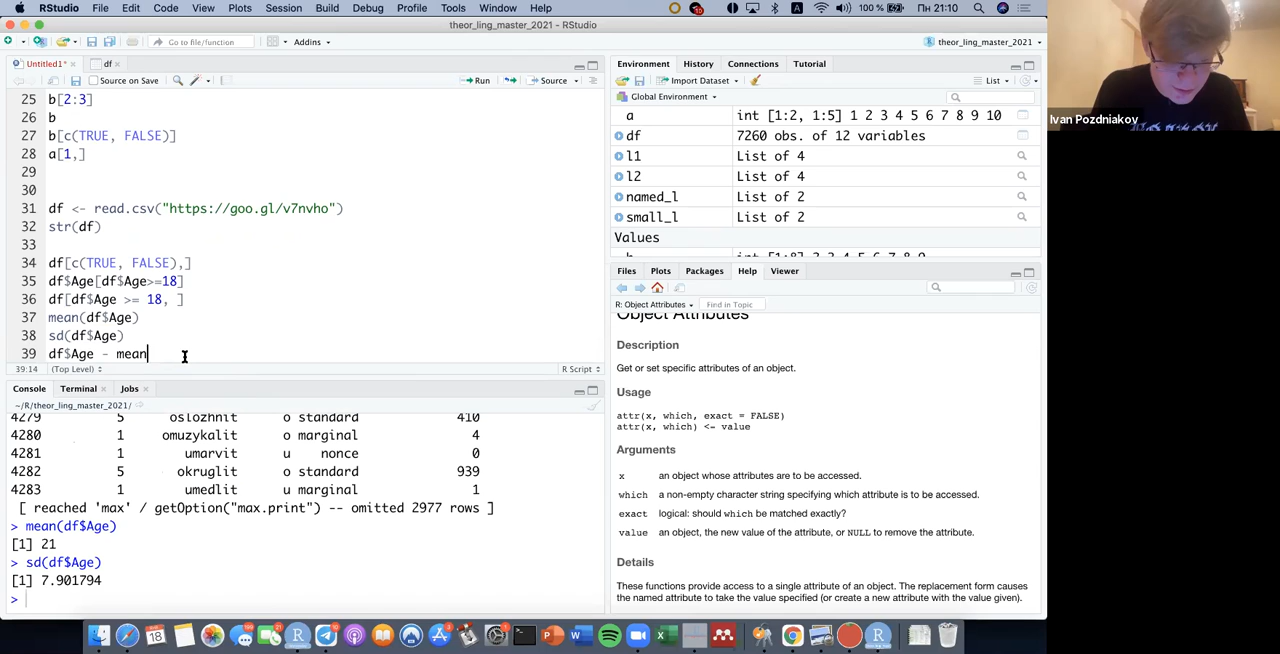 RStudio File Edit Code View Plots Session Build Debug Profile Tools Window Help 100 % Пн 21:10
theor_ling_master_2021 - RStudio
Go to file/function Addins theor_ling_master_2021
Untitled1* df
Source on Save Run Source
25 b[2:3]
26 b
27 b[c(TRUE, FALSE)]
28 a[1,]
29
30
31 df <- read.csv("https://goo.gl/v7nvho")
32 str(df)
33
34 df[c(TRUE, FALSE),]
35 df$Age[df$Age>=18]
36 df[df$Age >= 18, ]
37 mean(df$Age)
38 sd(df$Age)
39 df$Age - mean
39:14 (Top Level) R Script
Console Terminal Jobs
~/R/theor_ling_master_2021/
4279 5 oslozhnit o standard 410
4280 1 omuzykalit o marginal 4
4281 1 umarvit u nonce 0
4282 5 okruglit o standard 939
4283 1 umedlit u marginal 1
[ reached 'max' / getOption("max.print") -- omitted 2977 rows ]
> mean(df$Age)
[1] 21
> sd(df$Age)
[1] 7.901794
>
Environment History Connections Tutorial
Import Dataset List
Global Environment
a int [1:2, 1:5] 1 2 3 4 5 6 7 8 9 10
df 7260 obs. of 12 variables
l1 List of 4
l2 List of 4
named_l List of 2
small_l List of 2
Values
Files Plots Packages Help Viewer
R: Object Attributes Find in Topic
Object Attributes
Description
Get or set specific attributes of an object.
Usage
attr(x, which, exact = FALSE)
attr(x, which) <- value
Arguments
x an object whose attributes are to be accessed.
which a non-empty character string specifying which attribute is to be accessed.
exact logical: should which be matched exactly?
value an object, the new value of the attribute, or NULL to remove the attribute.
Details
These functions provide access to a single attribute of an object. The replacement form causes
the named attribute to take the value specified (or create a new attribute with the value given).
Ivan Pozdniakov